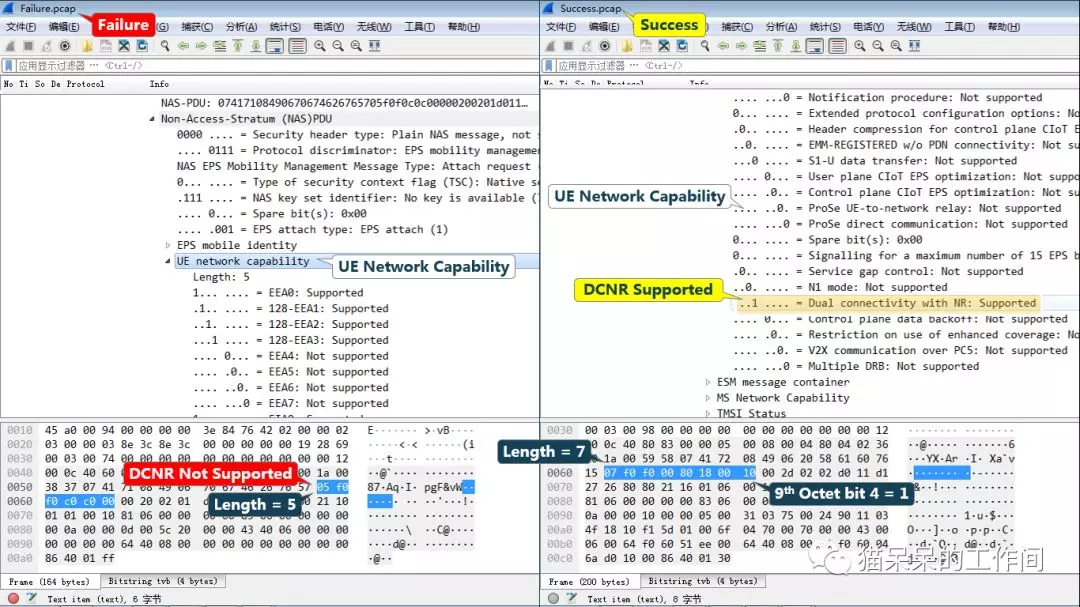 Failure.pcap
Failure
文件(F) 编辑(E) (G) 捕获(C) 分析(A) 统计(S) 电话(Y) 无线(W) 工具(T) 帮助(H)
应用显示过滤器 … <Ctrl-/>
No Ti So De Protocol Info
NAS-PDU: 07417108490670674626765705f0f0c0c00000200201d011…
Non-Access-Stratum (NAS)PDU
0000 .... = Security header type: Plain NAS message, not s
.... 0111 = Protocol discriminator: EPS mobility manageme
NAS EPS Mobility Management Message Type: Attach request
0... .... = Type of security context flag (TSC): Native s
.111 .... = NAS key set identifier: No key is available (
.... 0... = Spare bit(s): 0x00
.... .001 = EPS attach type: EPS attach (1)
EPS mobile identity
UE network capability
UE Network Capability
Length: 5
1... .... = EEA0: Supported
.1.. .... = 128-EEA1: Supported
..1. .... = 128-EEA2: Supported
...1 .... = 128-EEA3: Supported
.... 0... = EEA4: Not supported
.... .0.. = EEA5: Not supported
.... ..0. = EEA6: Not supported
.... ...0 = EEA7: Not supported
0010 45 a0 00 94 00 00 00 00 3e 84 76 42 02 00 00 02
0020 03 00 00 03 8e 3c 8e 3c 00 00 00 00 19 28 69
0030 03 00 00 74 00 00 00 00 00 00 00 00 12
0040 00 0c 40 60 1a 00
DCNR Not Supported
0050 38 37 07 41 71 08 49 06 70 67 46 26 76 57 05 f0
0060 f0 c0 c0 00 00 20 02 01 21 10
Length = 5
0070 01 01 00 10 81 06 00 00 00 00 83 06 00 00 00 00
0080 00 0a 00 00 0d 00 5c 20 00 00 43 40 06 00 00 00
0090 00 00 00 00 64 40 08 00 00 00 00 00 00 00 00 00
00a0 86 40 01 ff
Frame (164 bytes) Bitstring tvb (4 bytes)
Text item (text), 6 字节
Success.pcap
Success
文件(F) 编辑(E) 捕获(C) 分析(A) 统计(S) 电话(Y) 无线(W) 工具(T) 帮助(H)
应用显示过滤器 … <Ctrl-/>
No Ti So De Protocol Info
.... ...0 = Notification procedure: Not supported
0... .... = Extended protocol configuration options: No
.0.. .... = Header compression for control plane CIoT E
..0. .... = EMM-REGISTERED w/o PDN connectivity: Not su
...0 .... = S1-U data transfer: Not supported
.... 0... = User plane CIoT EPS optimization: Not suppo
.... .0.. = Control plane CIoT EPS optimization: Not su
UE Network Capability
.... ..0. = ProSe UE-to-network relay: Not supported
.... ...0 = ProSe direct communication: Not supported
0... .... = Spare bit(s): 0x00
0... .... = Signalling for a maximum number of 15 EPS b
.0.. .... = Service gap control: Not supported
..0. .... = N1 mode: Not supported
DCNR Supported
..1 .... = Dual connectivity with NR: Supported
.... 0... = Control plane data backoff: Not supported
.... .0.. = Restriction on use of enhanced coverage: No
.... ..0. = V2X communication over PC5: Not supported
.... ...0 = Multiple DRB: Not supported
ESM message container
MS Network Capability
TMSI Status
0030 00 03 00 98 00 00 00 00 00 00 00 00 00 00 00 12
00 0c 40 80 83 00 00 05 00 08 00 04 80 04 02 36
Length = 7
1a 00 59 58 07 41 72 08 49 06 20 58 61 60 76
0060 15 07 f0 f0 00 80 18 00 10 00 2d 02 02 d0 11 d1
0070 27 26 80 80 21 16 01 06 00
9th Octet bit 4 = 1
0080 81 06 00 00 00 00 83 06 00
0090 0a 00 00 10 00 00 05 00 31 03 75 00 24 90 11 03
00a0 4f 18 10 f1 5d 01 00 6f 04 70 00 70 00 00 43 00
00b0 06 00 64 f0 60 51 ee 00 64 40 08 00 f0 60 04
00c0 6a d0 10 00 86 40 01 30
猫呆呆的工作间
Frame (200 bytes) Bitstring tvb (4 bytes)
Text item (text), 8 字节